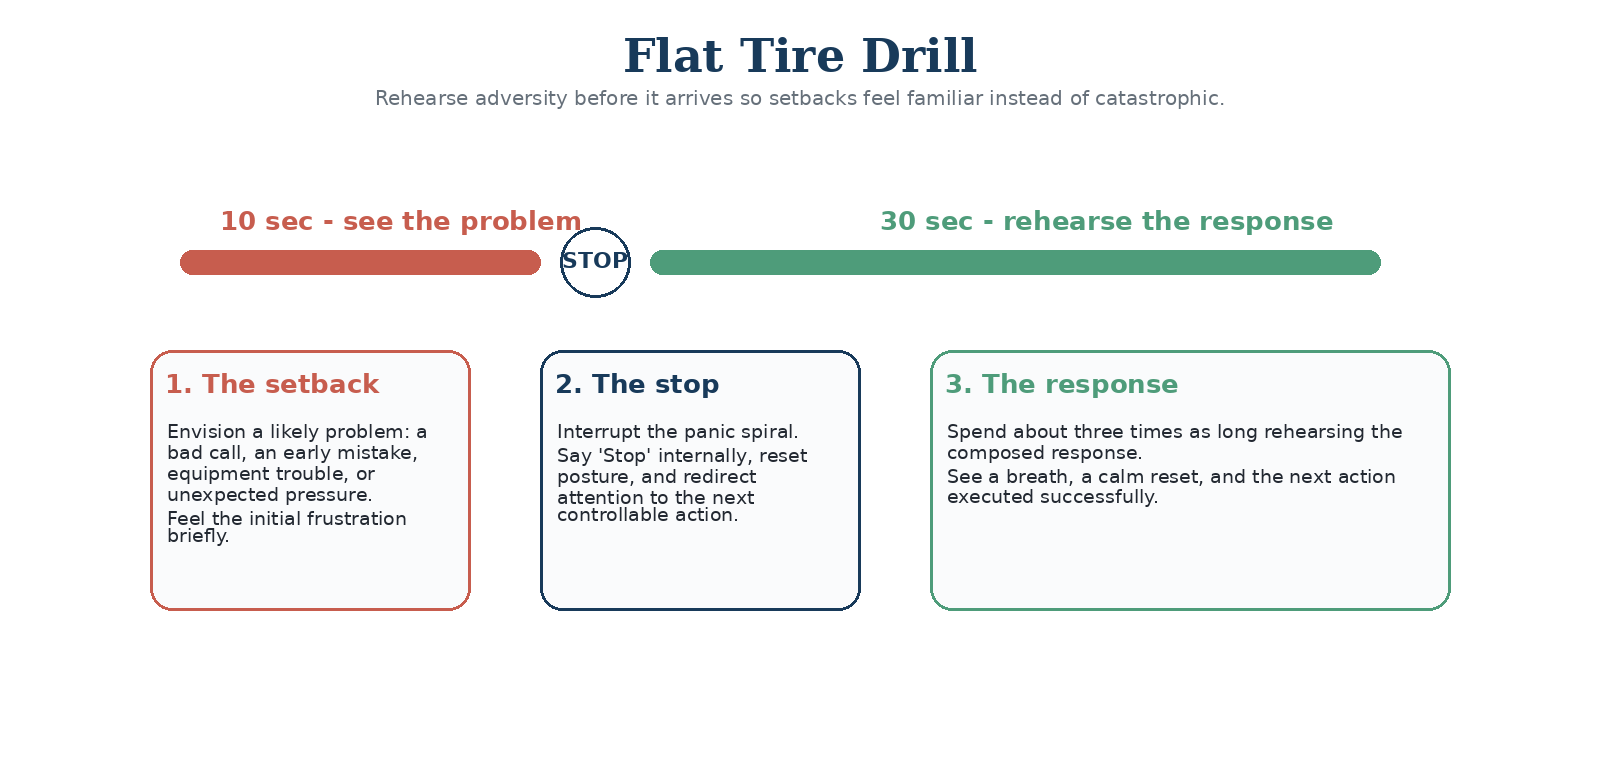 Flat Tire Drill
Rehearse adversity before it arrives so setbacks feel familiar instead of catastrophic.
10 sec - see the problem
STOP
30 sec - rehearse the response
1. The setback
Envision a likely problem: a
bad call, an early mistake,
equipment trouble, or
unexpected pressure.
Feel the initial frustration
briefly.
2. The stop
Interrupt the panic spiral.
Say 'Stop' internally, reset
posture, and redirect
attention to the next
controllable action.
3. The response
Spend about three times as long rehearsing the
composed response.
See a breath, a calm reset, and the next action
executed successfully.